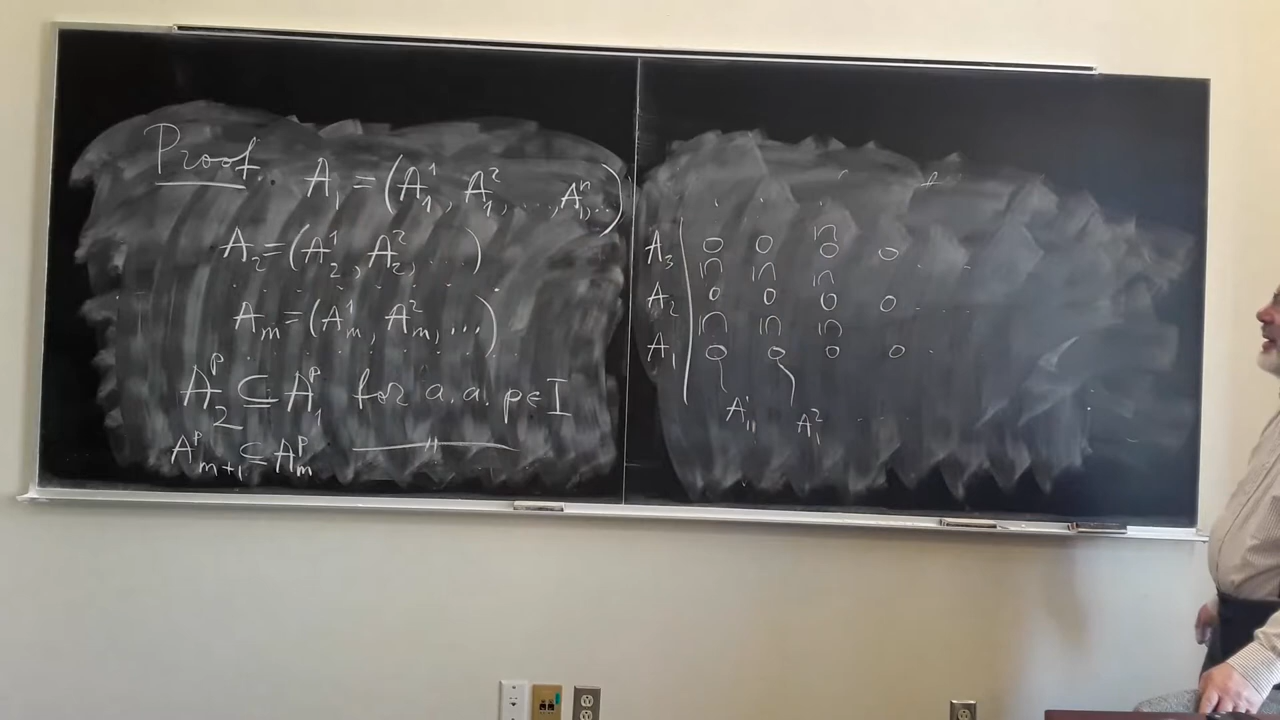 Proof. A₁ = (A₁¹, A₁², ..., A₁ⁿ, ..)
A₂ = (A₂¹, A₂², ...)
. . . . . . . .
Aₘ = (Aₘ¹, Aₘ², ...)
. . . . . .
A₂ᵖ ⊆ A₁ᵖ for a.a. p ∈ I
Aₘ₊₁ᵖ ⊆ Aₘᵖ —— " ——
. . .
∩
A₃ | o o o o . . .
∩ ∩ ∩
A₂ | o o o o . . .
∩ ∩ ∩
A₁ | o o o o .
A₁¹, A₁² . . .